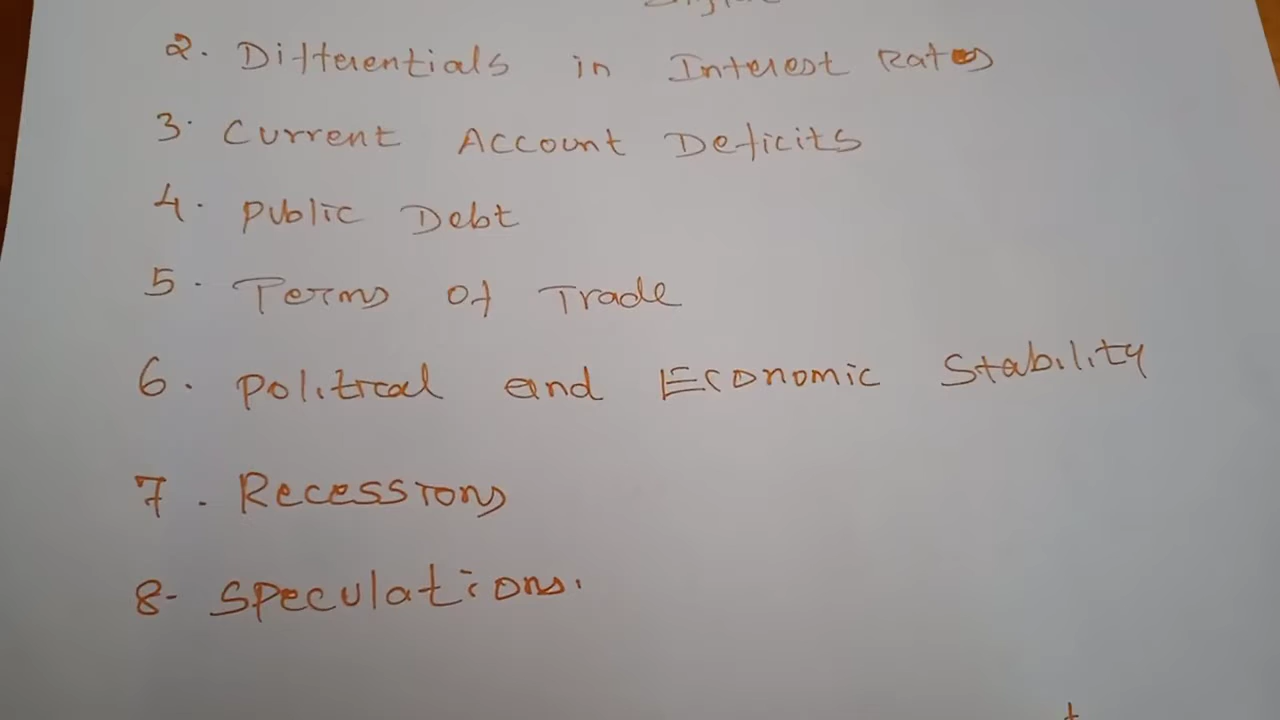 2. Differentials in Interest Rates
3. Current Account Deficits
4. Public Debt
5. Terms of Trade
6. Political and Economic Stability
7. Recessions
8- Speculations.